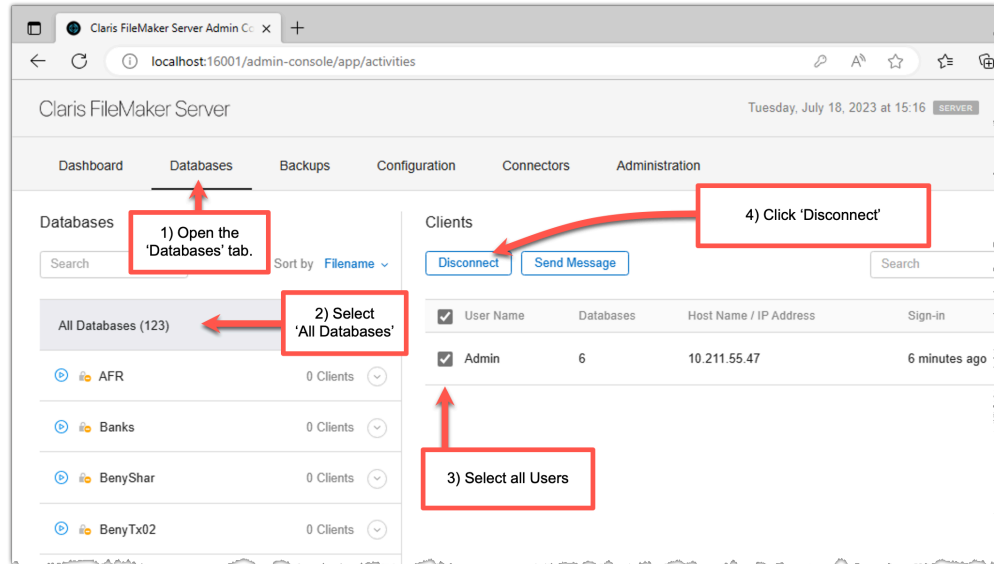 Claris FileMaker Server Admin Co
localhost:16001/admin-console/app/activities
Claris FileMaker Server
Tuesday, July 18, 2023 at 15:16 SERVER
Dashboard Databases Backups Configuration Connectors Administration
Databases
1) Open the
'Databases' tab.
Search
Sort by Filename
All Databases (123)
2) Select
'All Databases'
AFR 0 Clients
Banks 0 Clients
BenyShar 0 Clients
BenyTx02 0 Clients
Clients
4) Click 'Disconnect'
Disconnect Send Message
Search
User Name Databases Host Name / IP Address Sign-in
Admin 6 10.211.55.47 6 minutes ago
3) Select all Users